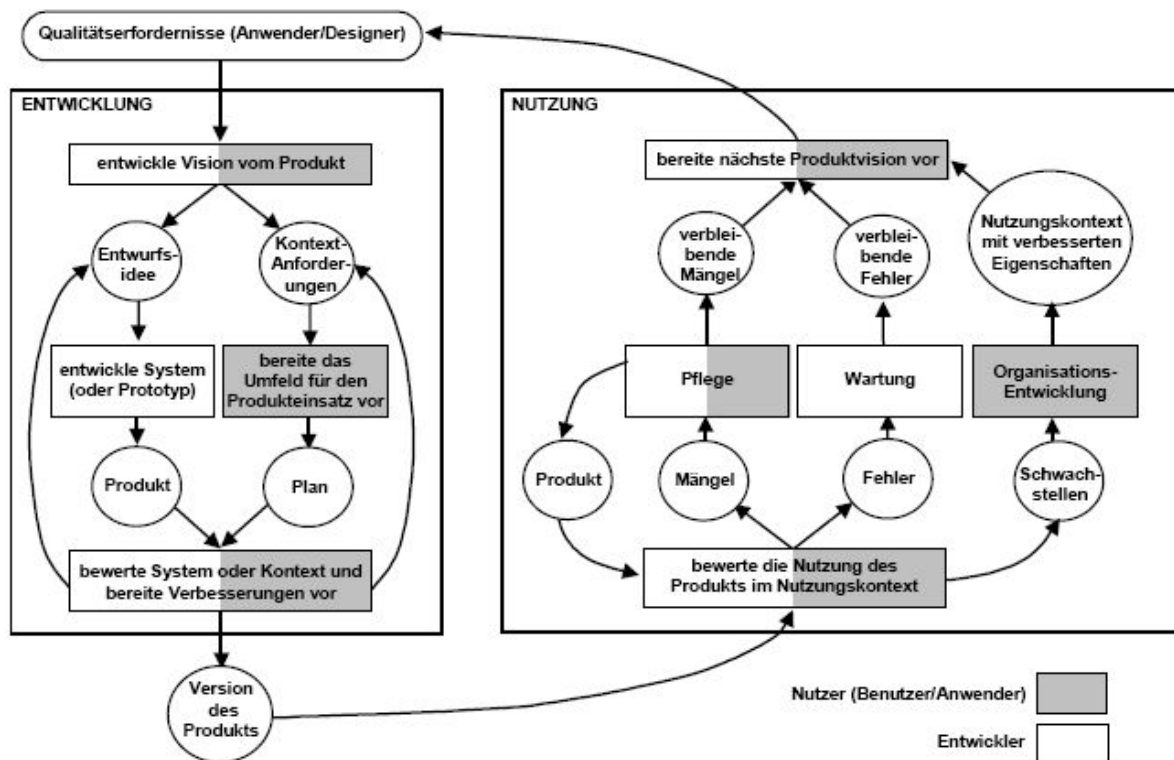 Qualitätserfordernisse (Anwender/Designer)
ENTWICKLUNG
entwickle Vision vom Produkt
Entwurfs-
idee
Kontext-
Anforde-
rungen
entwickle System
(oder Prototyp)
bereite das
Umfeld für den
Produkteinsatz vor
Produkt
Plan
bewerte System oder Kontext und
bereite Verbesserungen vor
Version
des
Produkts
NUTZUNG
bereite nächste Produktvision vor
verblei-
bende
Mängel
verblei-
bende
Fehler
Nutzungskontext
mit verbesserten
Eigenschaften
Pflege
Wartung
Organisations-
Entwicklung
Produkt
Mängel
Fehler
Schwach-
stellen
bewerte die Nutzung des
Produkts im Nutzungskontext
Nutzer (Benutzer/Anwender)
Entwickler